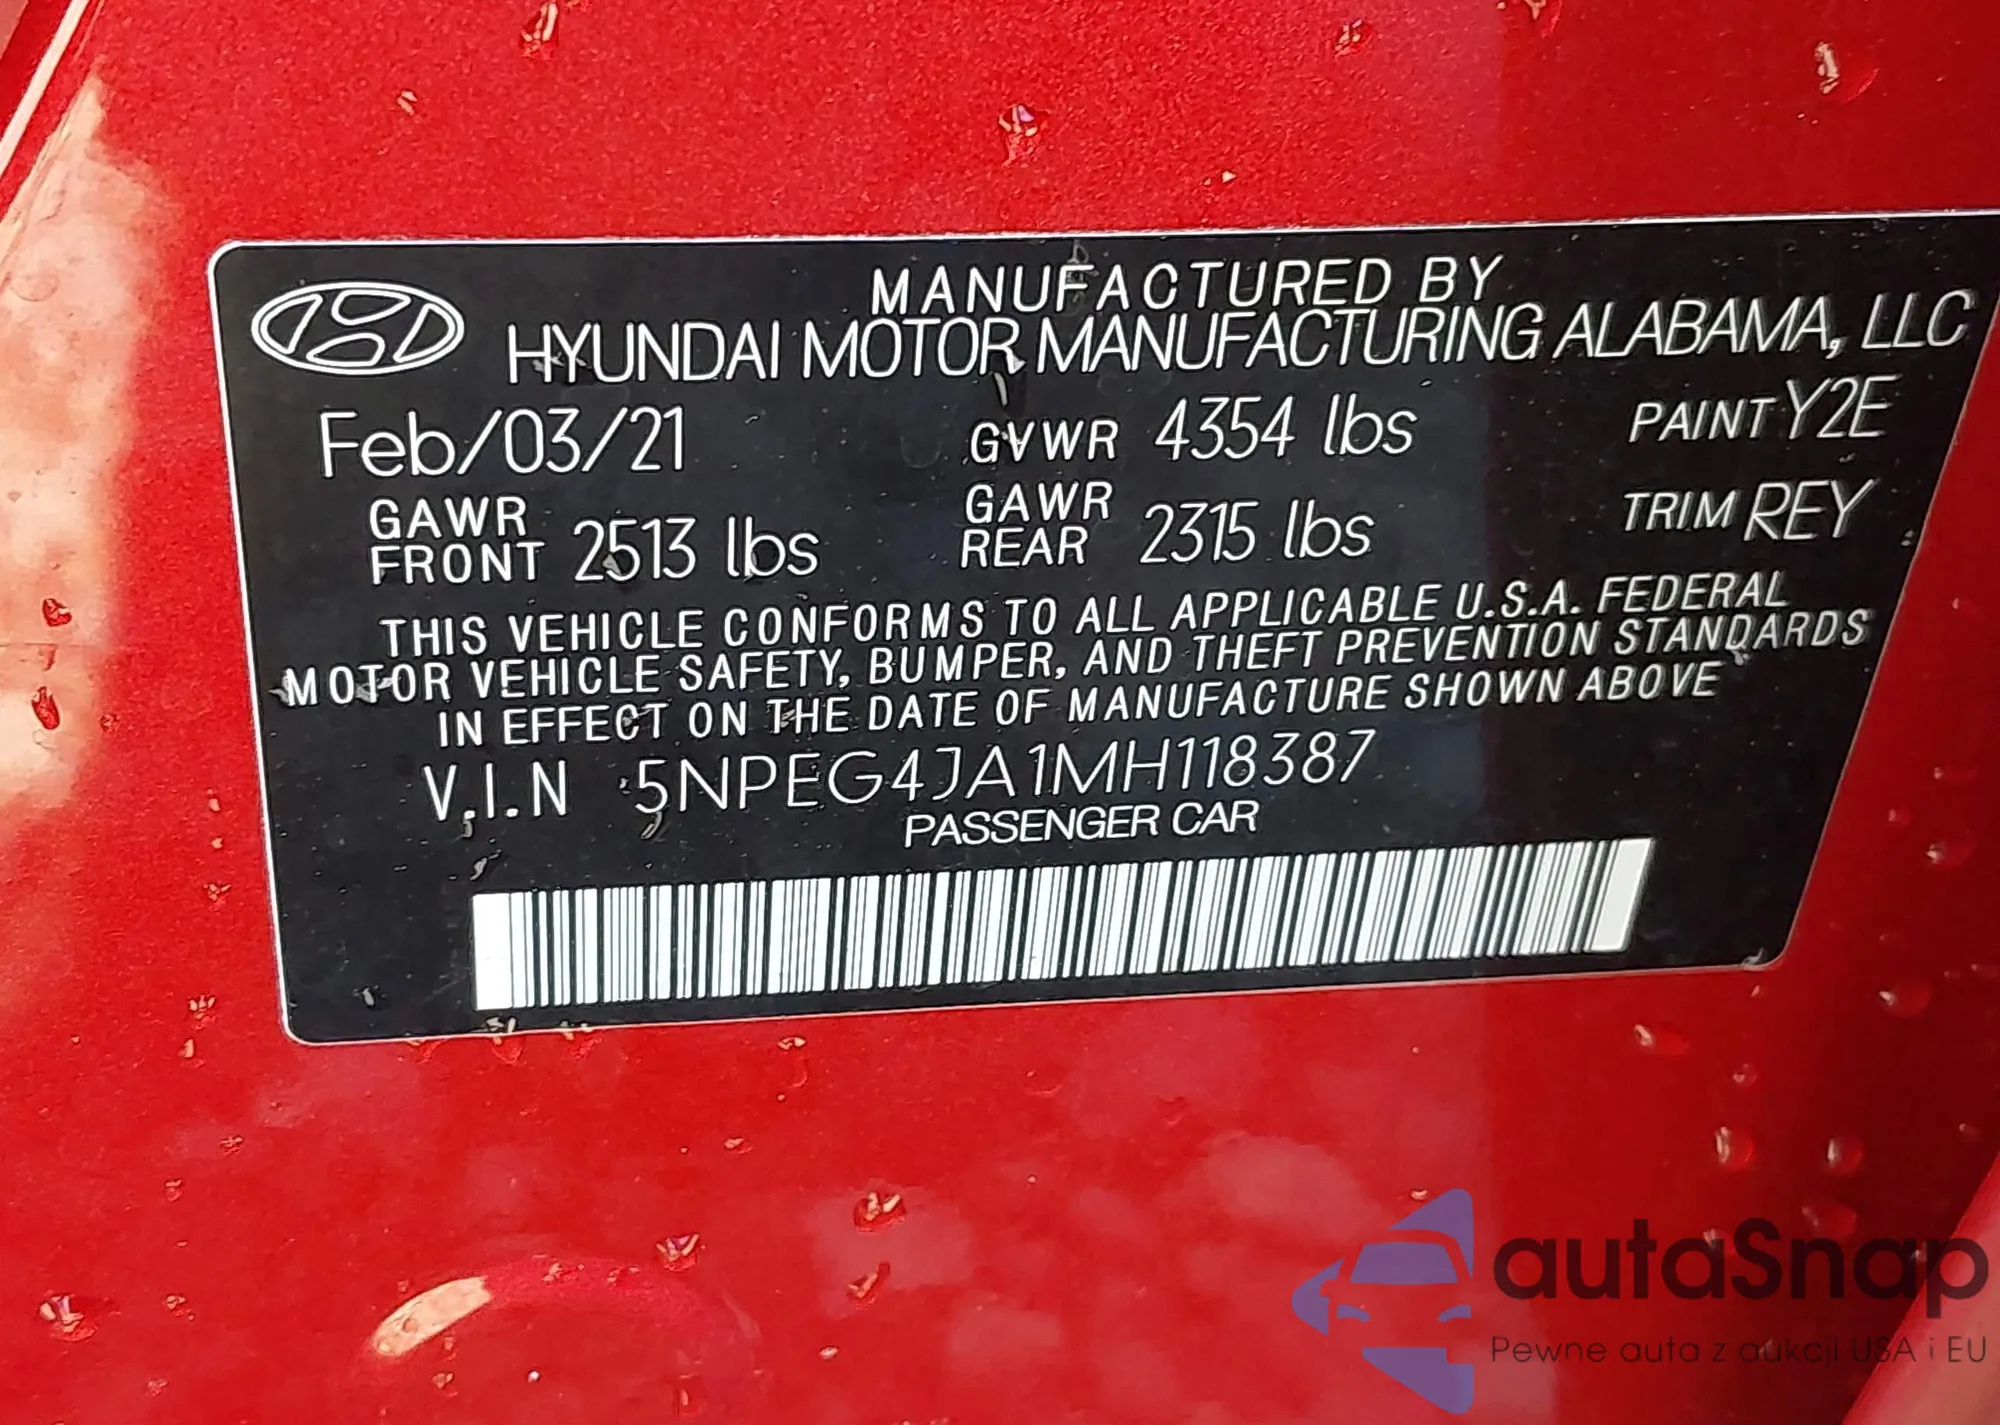 MANUFACTURED BY
HYUNDAI MOTOR MANUFACTURING ALABAMA, LLC
Feb/03/21 GVWR 4354 lbs PAINT Y2E
GAWR FRONT 2513 lbs GAWR REAR 2315 lbs TRIM REY
THIS VEHICLE CONFORMS TO ALL APPLICABLE U.S.A. FEDERAL
MOTOR VEHICLE SAFETY, BUMPER, AND THEFT PREVENTION STANDARDS
IN EFFECT ON THE DATE OF MANUFACTURE SHOWN ABOVE
V.I.N 5NPEG4JA1MH118387
PASSENGER CAR
autaSnap
Pewne auta z aukcji USA i EU